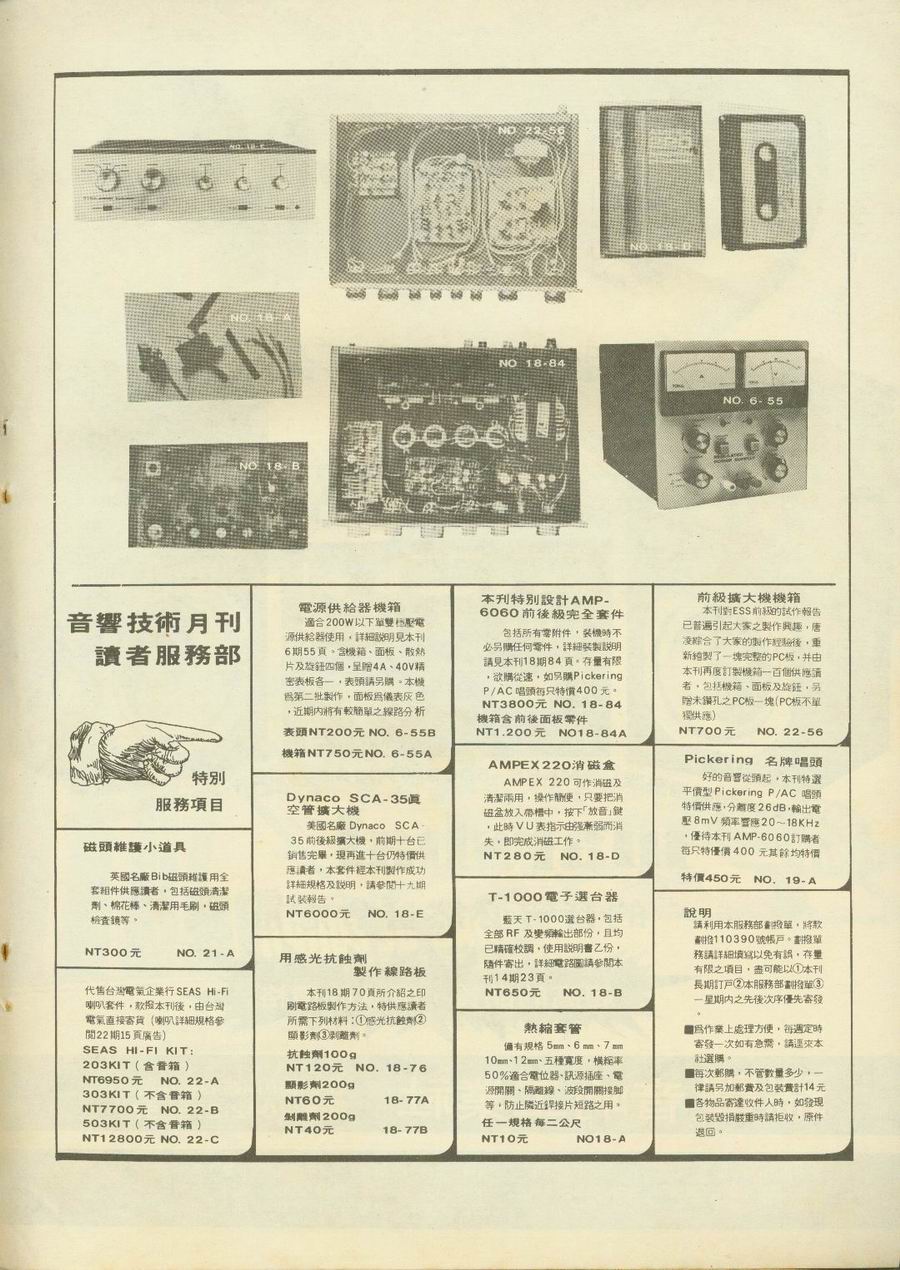 NO. 18-E
NO 22-56
NO. 18-D
NO. 18-A
NO 18-84
NO. 6-55
NO. 18-B
音響技術月刊
讀者服務部
特別
服務項目
磁頭維護小道具
英國名廠Bib磁頭維護用全
套組件供應讀者，包括磁頭清潔
劑、棉花棒、清潔用毛刷，磁頭
檢查鏡等。
NT300元 NO. 21-A
代售台灣電氣企業行SEAS Hi-Fi
喇叭套件，款撥本刊後，由台灣
電氣直接寄貨（喇叭詳細規格參
閱22期15頁廣告）
SEAS HI-FI KIT:
203KIT（含音箱）
NT6950元 NO. 22-A
303KIT（不含音箱）
NT7700元 NO. 22-B
503KIT（不含音箱）
NT12800元 NO. 22-C
電源供給器機箱
適合200W以下單雙穩壓電
源供給器使用，詳細說明見本刊
6期55頁。含機箱、面板、散熱
片及旋鈕四個，呈贈4A、40V精
密表板各一，表頭請另購。本機
為第二批製作，面板爲儀表灰色
，近期內將有較簡單之線路分析
表頭NT200元NO. 6-55B
機箱NT750元NO. 6-55A
Dynaco SCA-35眞
空管擴大機
美國名廠 Dynaco SCA-
35前後級擴大機，前期十台已
銷售完畢，現再進十台仍特價供
應讀者，本套件經本刊製作成功
詳細規格及說明，請參閱十九期
試裝報告。
NT6000元 NO. 18-E
用感光抗蝕劑
製作線路板
本刊18期70頁所介紹之印
刷電路板製作方法，特供應讀者
所需下列材料：①感光抗蝕劑②
顯影劑③剥離劑。
抗蝕劑100g
NT120元 NO. 18-76
顯影劑200g
NT60元 18-77A
剝離劑200g
NT40元 18-77B
本刊特別設計AMP-
6060前後級完全套件
包括所有零附件，裝機時不
必另購任何零件，詳細裝製說明
請見本刊18期84頁。存量有限
，欲購從速，如另購Pickering
P/AC 唱頭每只特價400元。
NT3800元 NO. 18-84
機箱含前後面板零件
NT1.200元 NO18-84A
AMPEX220消磁盒
AMPEX 220可作消磁及
清潔兩用，操作簡便，只要把消
磁盒放入帶槽中，按下「放音」鍵
，此時VU表指示由強漸弱而消
失，即完成消磁工作。
NT280元 NO. 18-D
T-1000電子選台器
藍天T-1000選台器，包括
全部RF及變頻輸出部份，且均
已精確校調，使用說明書乙份，
隨件寄出，詳細電路圖請參閱本
刊14期23頁。
NT650元 NO. 18-B
熱縮套管
備有規格5mm、6mm、7mm
10mm、12mm、五種寬度，橫縮率
50%適合電位器、訊源插座、電
源開關、隔離線、波段開關接脚
等，防止隣近銲接片短路之用。
任一規格每二公尺
NT10元 NO18-A
前級擴大機機箱
本刊對ESS前級的試作報告
已普遍引起大家之製作興趣，唐
凌綜合了大家的製作經驗後，重
新繪製了一塊完整的PC板，并由
本刊再度訂製機箱一百個供應讀
者，包括機箱、面板及旋鈕，另
贈未鑽孔之PC板一塊（PC板不單
獨供應）
NT700元 NO. 22-56
Pickering 名牌唱頭
好的音響從頭起，本刊特選
平價型Pickering P/AC 唱頭
特價供應，分離度26dB，輸出電
壓8mV 頻率響應20～18KHz
，優待本刊AMP-6060訂購者
每只特優價400元其餘均特價
特價450元 NO. 19-A
說明
請利用本服務部劃撥單，將款
劃撥110390號帳戶。劃撥單
務請詳細填寫以免有誤，存量
有限之項目，盡可能以①本刊
長期訂戶②本服務部劃撥單③
一星期內之先後次序優先寄發
。
■爲作業上處理方便，每週定時
寄發一次如有急需，請逕來本
社選購。
■每次郵購，不管數量多少，一
律請另加郵費及包裝費計14元
■各物品寄達收件人時，如發現
包裝毀損嚴重時請拒收，原件
退回。